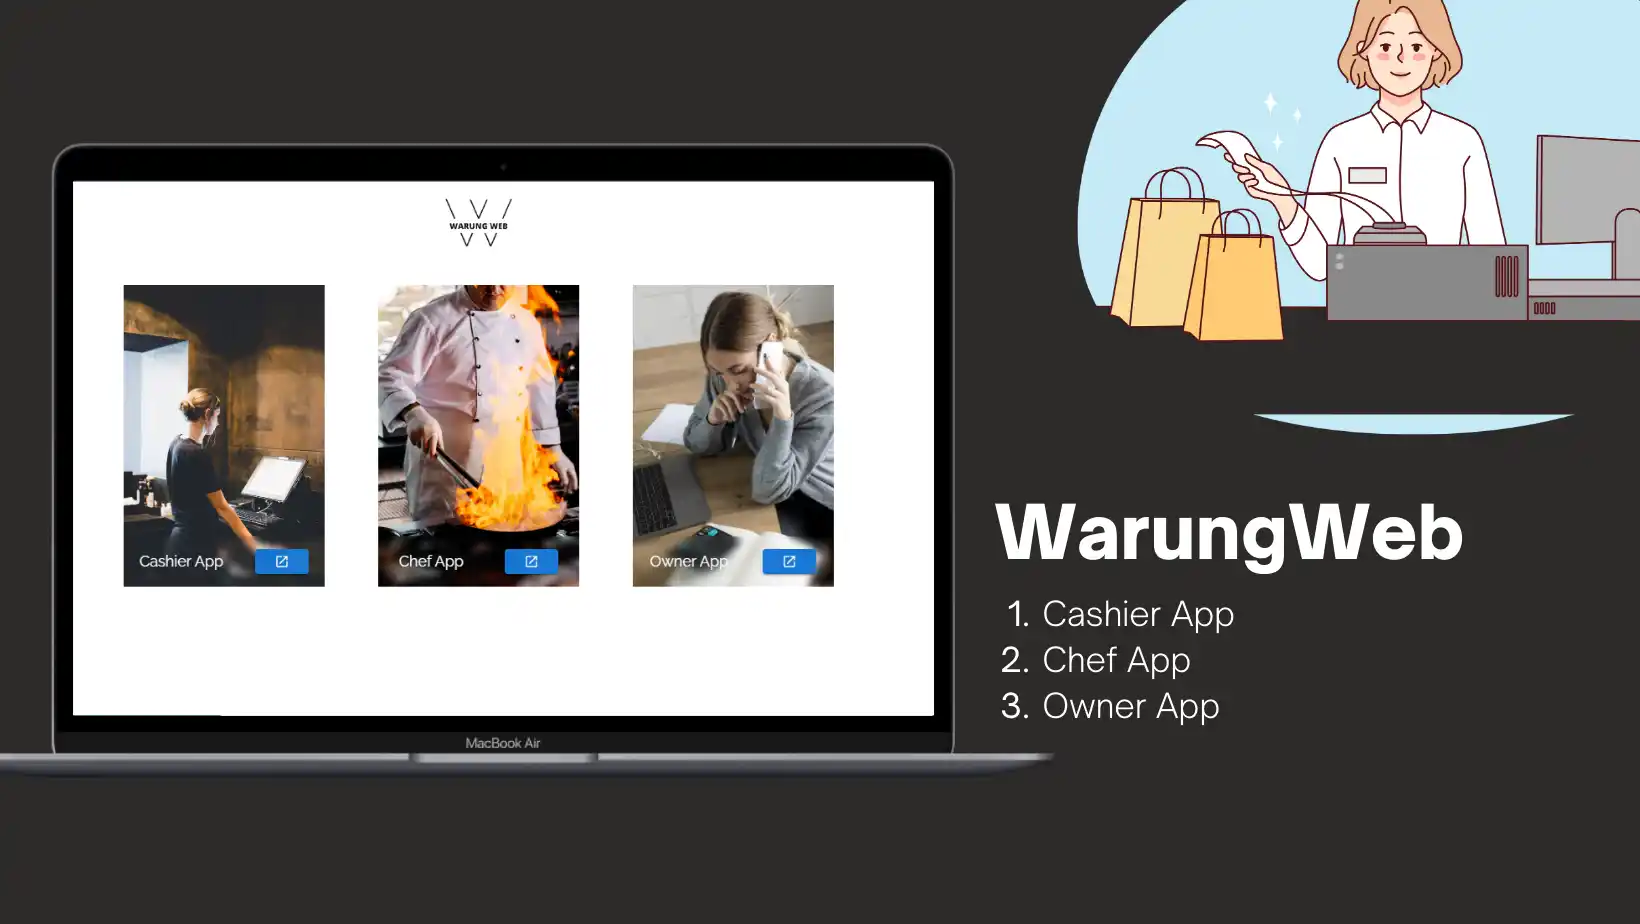 WARUNG WEB
Cashier App
Chef App
Owner App
MacBook Air
WarungWeb
1. Cashier App
2. Chef App
3. Owner App